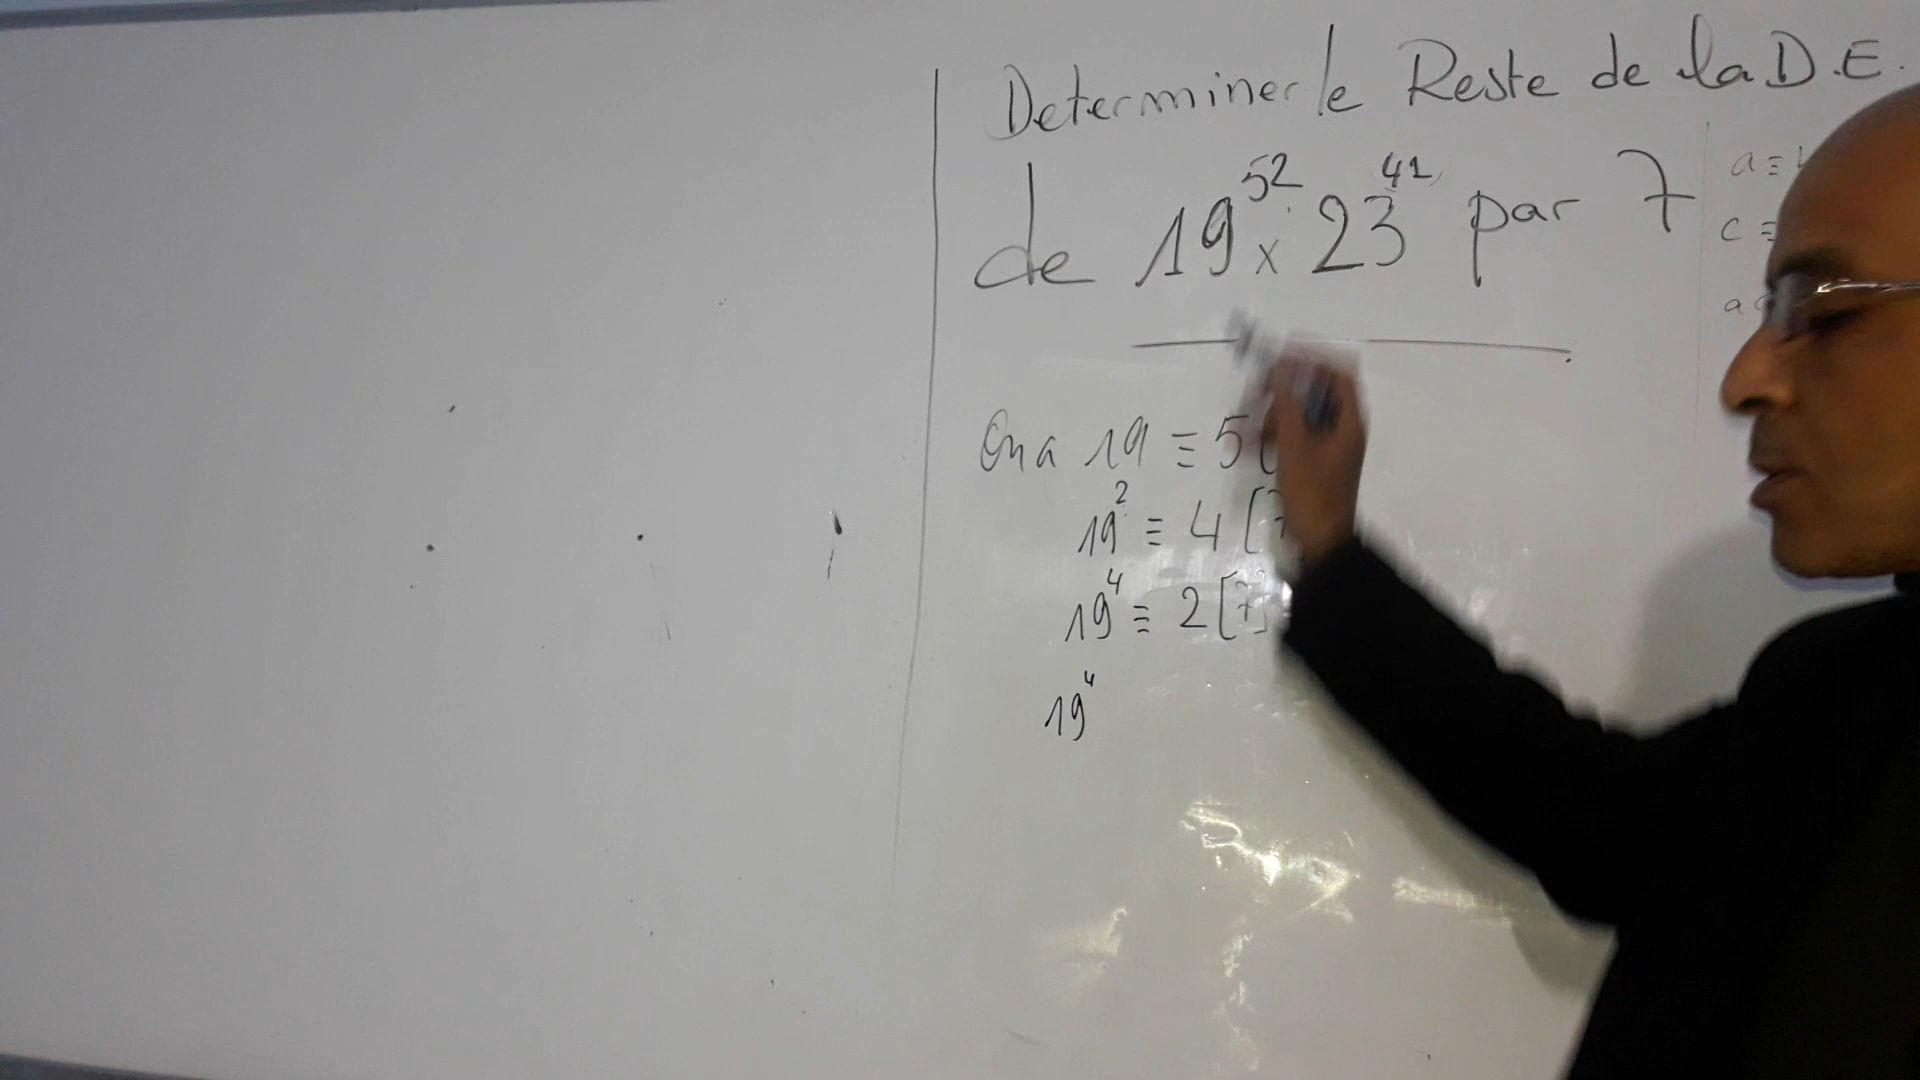 Determiner le Reste de la D.E.
de 19^52 x 23^41 par 7
a ≡
c ≡
a
On a 19 ≡ 5 [
19^2 ≡ 4 [7
19^4 ≡ 2 [7]
19^4